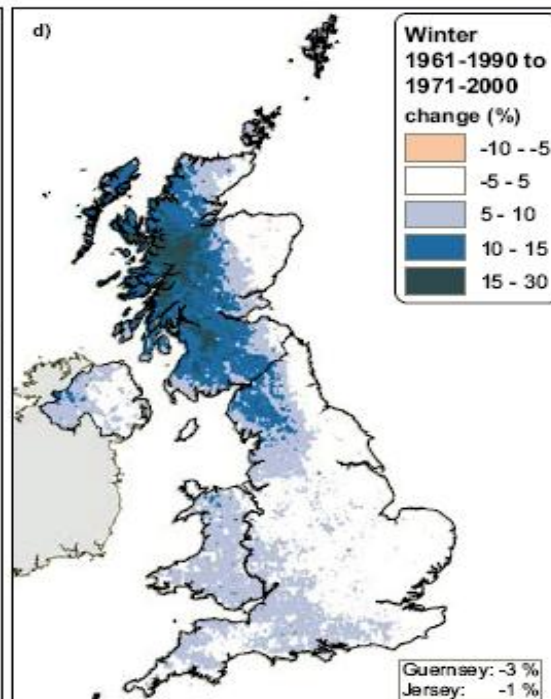 d)
Winter
1961-1990 to
1971-2000
change (%)
-10 - -5
-5 - 5
5 - 10
10 - 15
15 - 30
Guernsey: -3 %
Jersey: -1 %